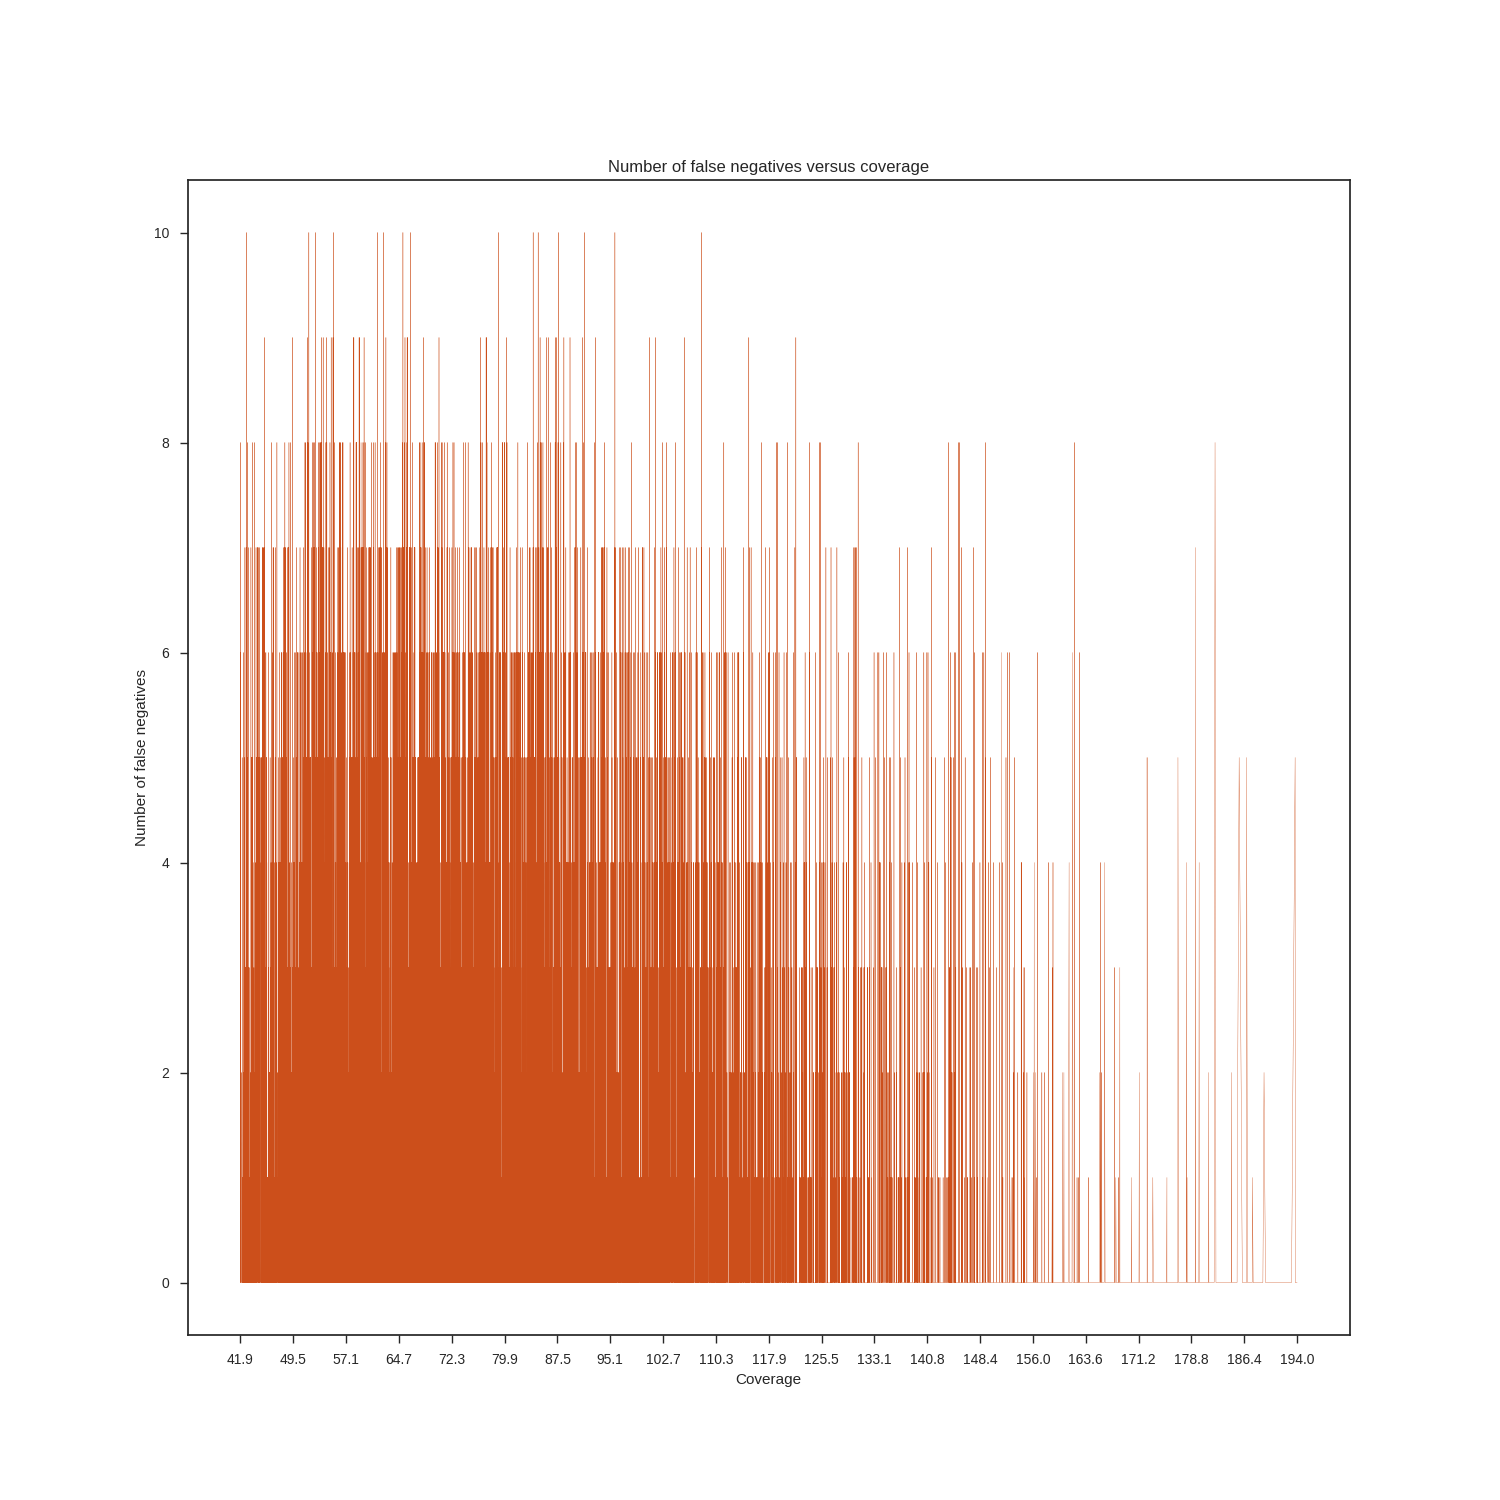 Number of false negatives versus coverage
Number of false negatives
10
8
6
4
2
0
41.9 49.5 57.1 64.7 72.3 79.9 87.5 95.1 102.7 110.3 117.9 125.5 133.1 140.8 148.4 156.0 163.6 171.2 178.8 186.4 194.0
Coverage